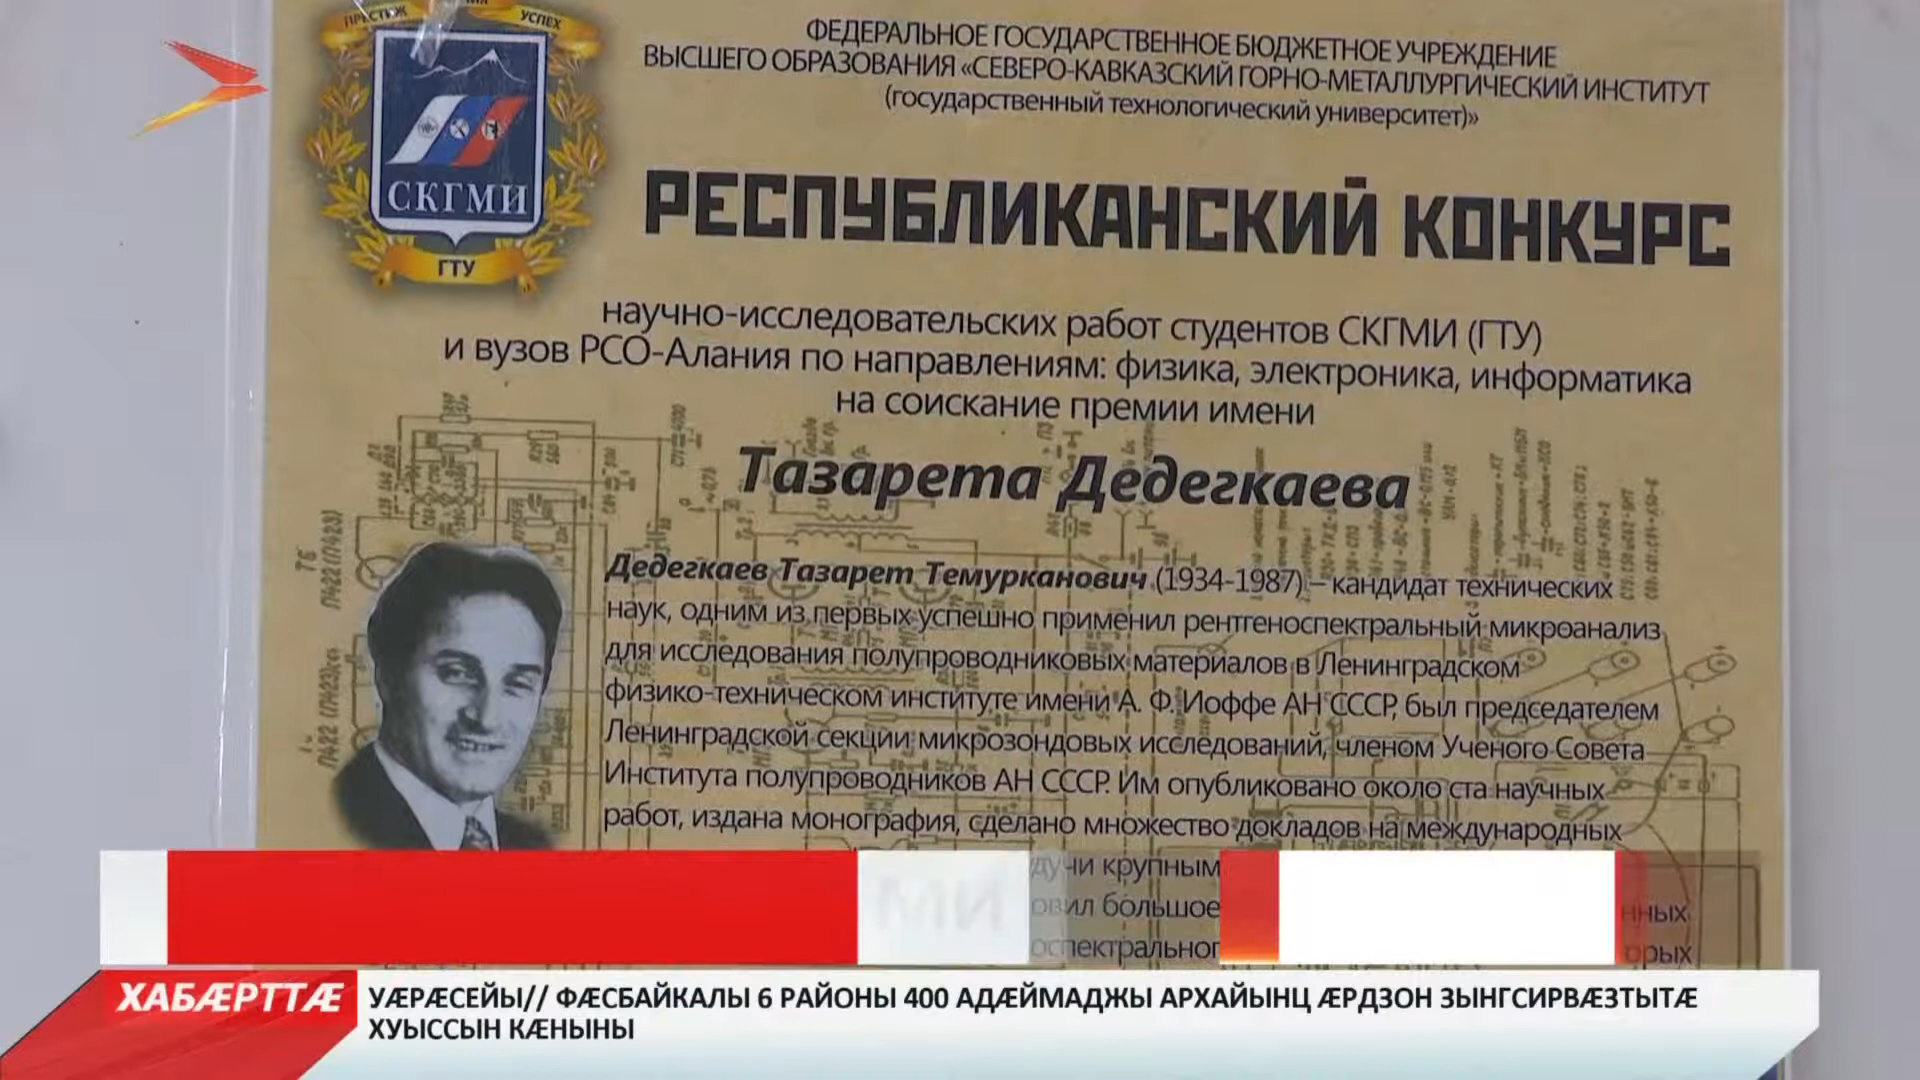 ПРЕСТИЖ
УСПЕХ
СКГМИ
ГТУ
ФЕДЕРАЛЬНОЕ ГОСУДАРСТВЕННОЕ БЮДЖЕТНОЕ УЧРЕЖДЕНИЕ
ВЫСШЕГО ОБРАЗОВАНИЯ «СЕВЕРО-КАВКАЗСКИЙ ГОРНО-МЕТАЛЛУРГИЧЕСКИЙ ИНСТИТУТ
(государственный технологический университет)»
РЕСПУБЛИКАНСКИЙ КОНКУРС
научно-исследовательских работ студентов СКГМИ (ГТУ)
и вузов РСО-Алания по направлениям: физика, электроника, информатика
на соискание премии имени
Тазарета Дедегкаева
Дедегкаев Тазарет Темурканович (1934-1987) – кандидат технических
наук, одним из первых успешно применил рентгеноспектральный микроанализ
для исследования полупроводниковых материалов в Ленинградском
физико-техническом институте имени А. Ф. Иоффе АН СССР, был председателем
Ленинградской секции микрозондовых исследований, членом Ученого Совета
Института полупроводников АН СССР. Им опубликовано около ста научных
работ, издана монография, сделано множество докладов на международных
крупным
большое
ХАБÆРТТÆ
УÆРÆСЕЙЫ// ФÆСБАЙКАЛЫ 6 РАЙОНЫ 400 АДÆЙМАДЖЫ АРХАЙЫНЦ ÆРДЗОН ЗЫНГСИРВÆЗТЫТÆ
ХУЫССЫН КÆНЫНЫ